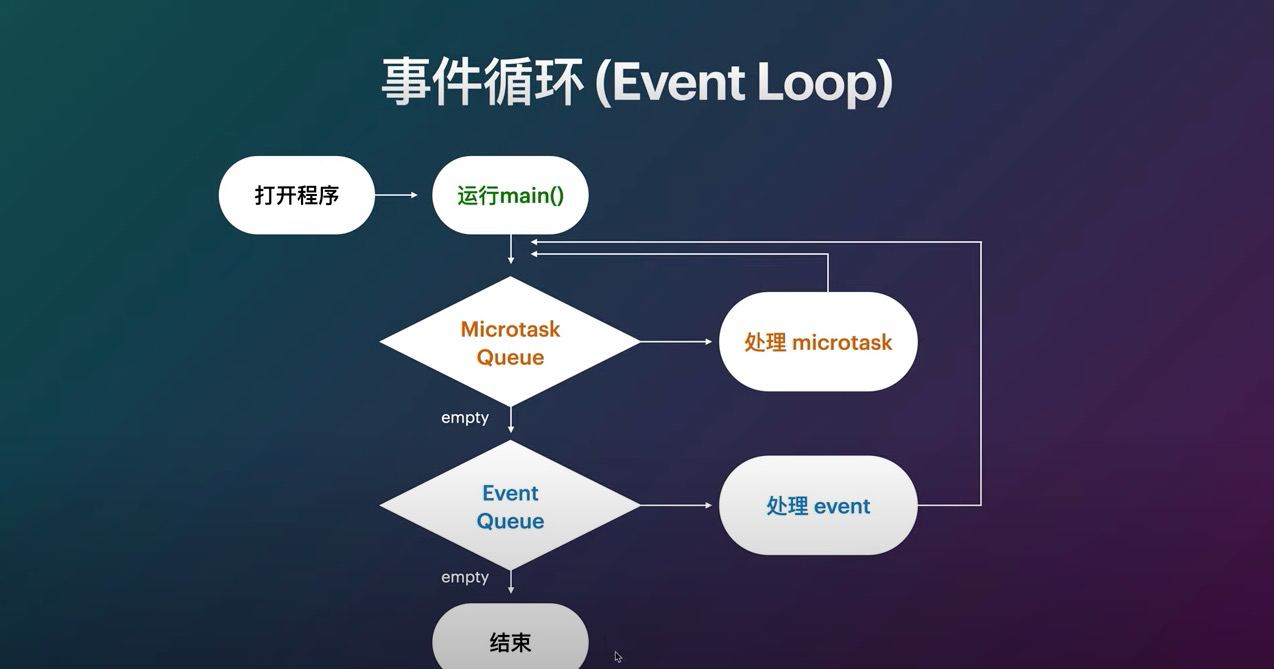 事件循环 (Event Loop)
打开程序
运行main()
Microtask
Queue
处理 microtask
empty
Event
Queue
处理 event
empty
结束